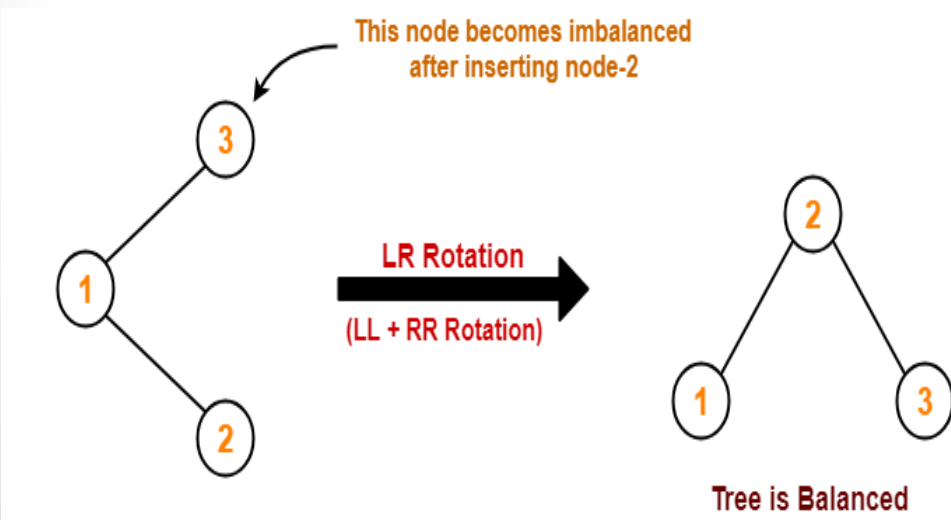 This node becomes imbalanced
after inserting node-2
3
1
2
LR Rotation
(LL + RR Rotation)
2
1
3
Tree is Balanced